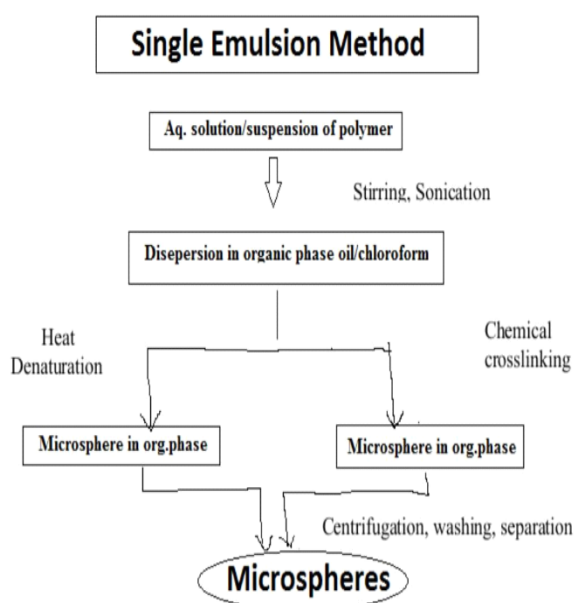 Single Emulsion Method
Aq. solution/suspension of polymer
Stirring, Sonication
Disepersion in organic phase oil/chloroform
Heat
Denaturation
Chemical
crosslinking
Microsphere in org.phase
Microsphere in org.phase
Centrifugation, washing, separation
Microspheres